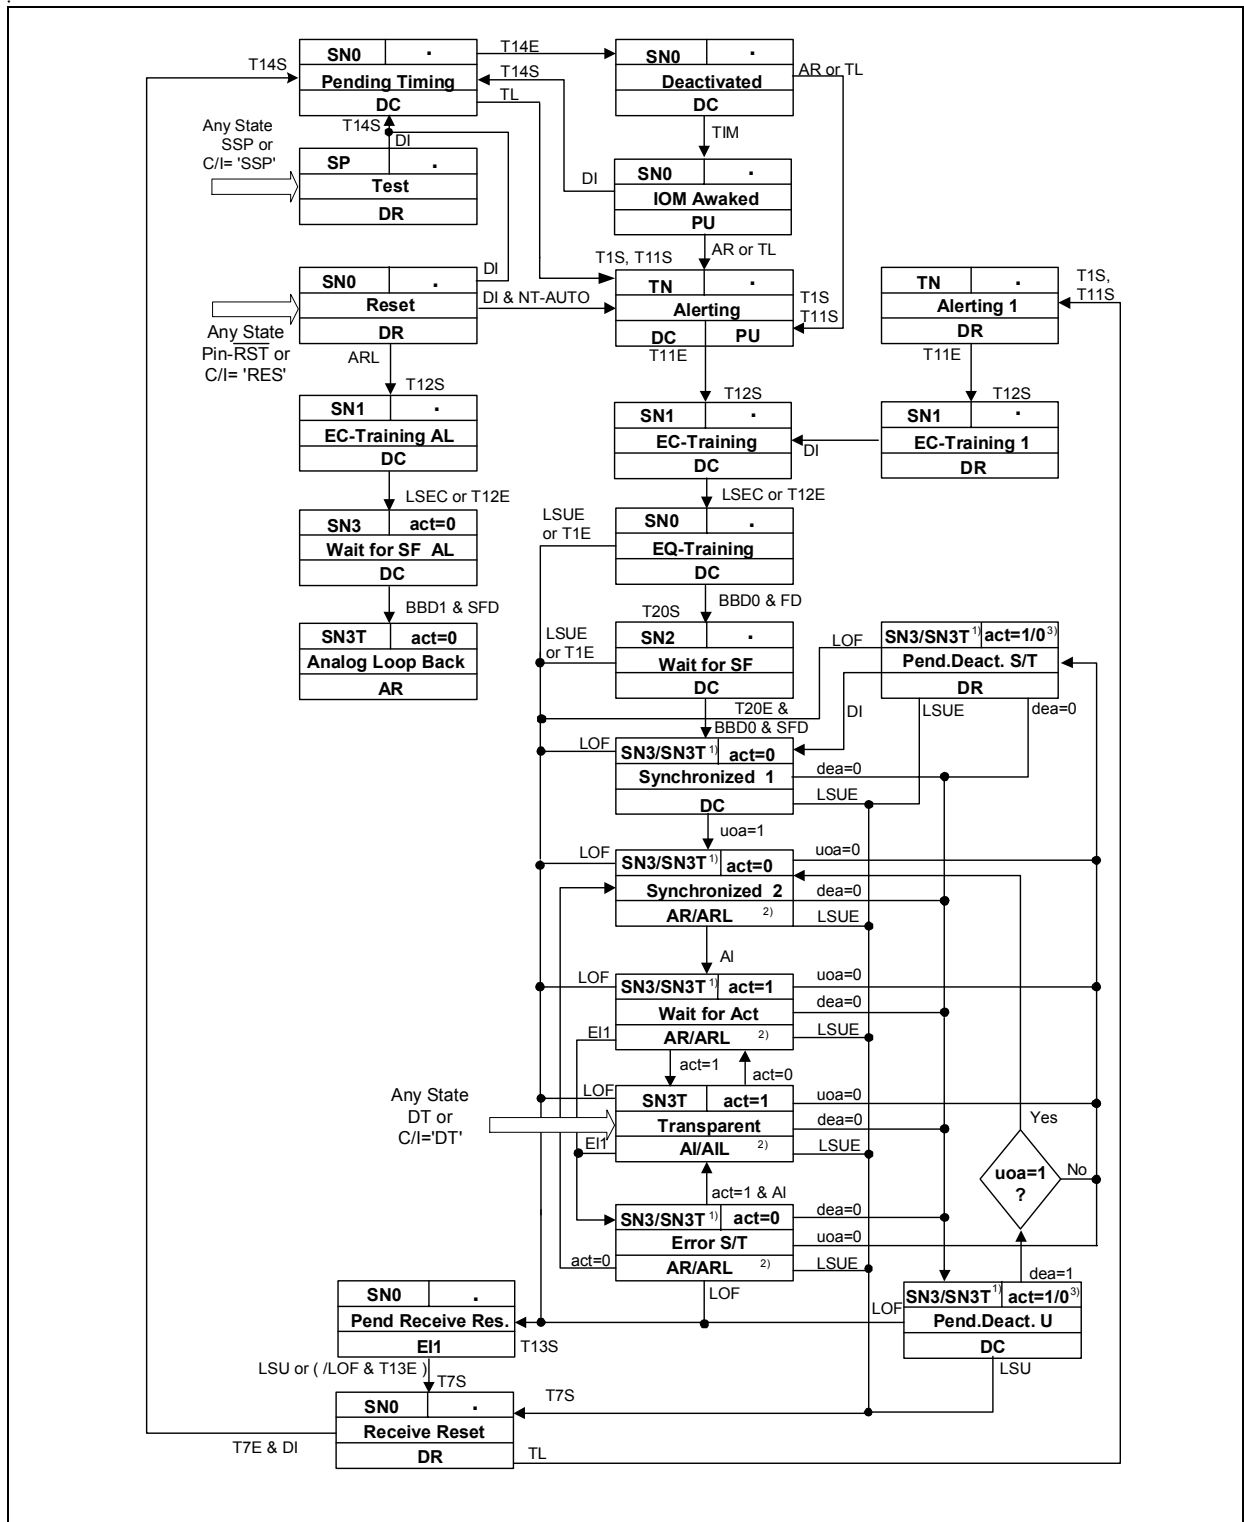 SN0 .
Pending Timing
DC
T14E
T14S
TL
SN0 .
Deactivated
DC
AR or TL
T14S
T14S
DI
Any State
SSP or
C/I= 'SSP'
SP .
Test
DR
TIM
DI
SN0 .
IOM Awaked
PU
AR or TL
T1S, T11S
DI
SN0 .
Reset
DR
DI & NT-AUTO
Any State
Pin-RST or
C/I= 'RES'
TN .
Alerting
DC PU
T1S
T11S
TN .
Alerting 1
DR
T1S,
T11S
ARL
T12S
T11E
T12S
T11E
T12S
SN1 .
EC-Training AL
DC
SN1 .
EC-Training
DC
DI
SN1 .
EC-Training 1
DR
LSEC or T12E
LSEC or T12E
SN3 act=0
Wait for SF AL
DC
LSUE
or T1E
SN0 .
EQ-Training
DC
BBD1 & SFD
BBD0 & FD
T20S
SN3T act=0
Analog Loop Back
AR
LSUE
or T1E
SN2 .
Wait for SF
DC
LOF
SN3/SN3T 1) act=1/0 3)
Pend.Deact. S/T
DR
T20E &
BBD0 & SFD
DI
LSUE
dea=0
LOF
SN3/SN3T 1) act=0
Synchronized 1
DC
dea=0
LSUE
uoa=1
LOF
SN3/SN3T 1) act=0
Synchronized 2
AR/ARL 2)
uoa=0
dea=0
LSUE
AI
LOF
SN3/SN3T 1) act=1
Wait for Act
AR/ARL 2)
uoa=0
dea=0
LSUE
EI1
act=1
act=0
Any State
DT or
C/I='DT'
LOF
SN3T act=1
Transparent
AI/AIL 2)
uoa=0
dea=0
LSUE
EI1
Yes
uoa=1
?
No
act=1 & AI
SN3/SN3T 1) act=0
Error S/T
AR/ARL 2)
dea=0
uoa=0
LSUE
act=0
LOF
dea=1
SN3/SN3T 1) act=1/0 3)
Pend.Deact. U
DC
LOF
LSU
SN0 .
Pend Receive Res.
EI1
T13S
LSU or ( /LOF & T13E )
T7S
T7S
SN0 .
Receive Reset
DR
T7E & DI
TL